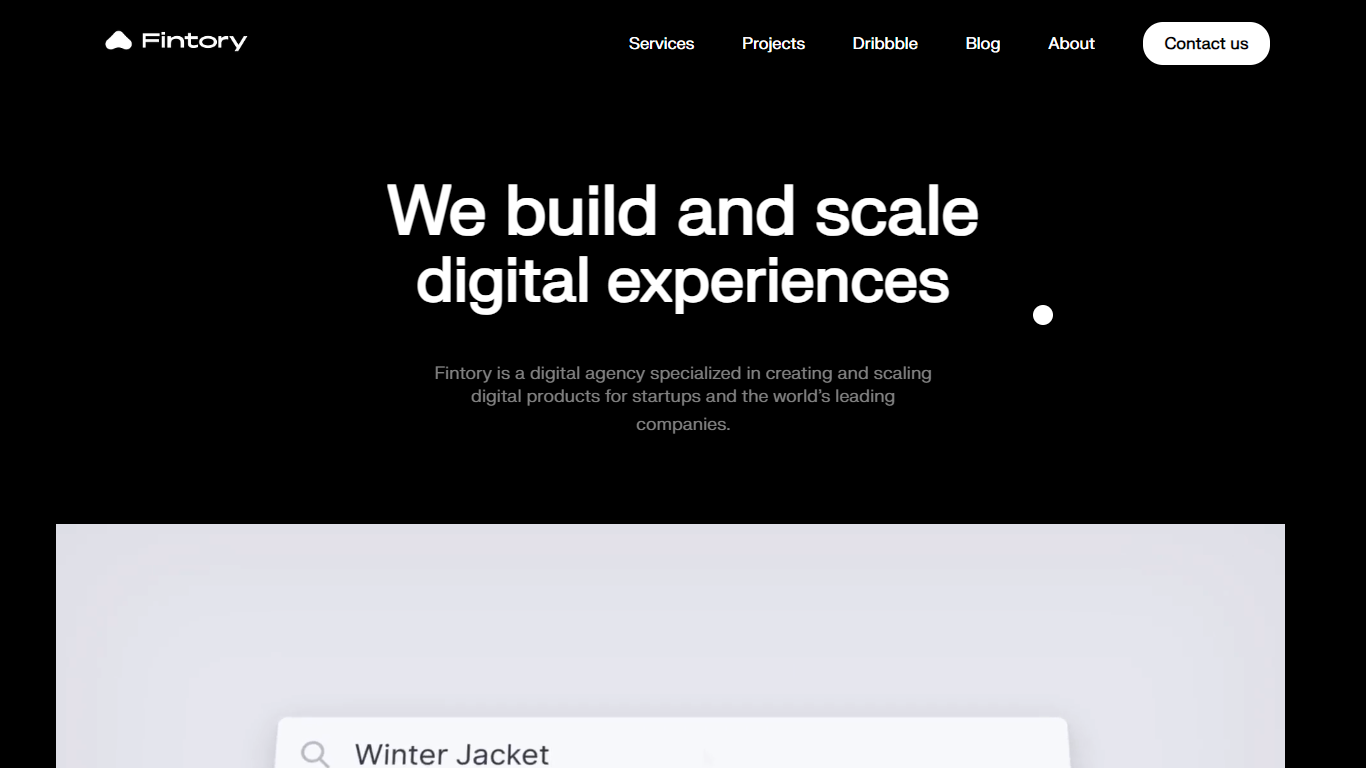 Fintory
Services
Projects
Dribbble
Blog
About
Contact us
We build and scale
digital experiences
Fintory is a digital agency specialized in creating and scaling
digital products for startups and the world’s leading
companies.
Winter Jacket